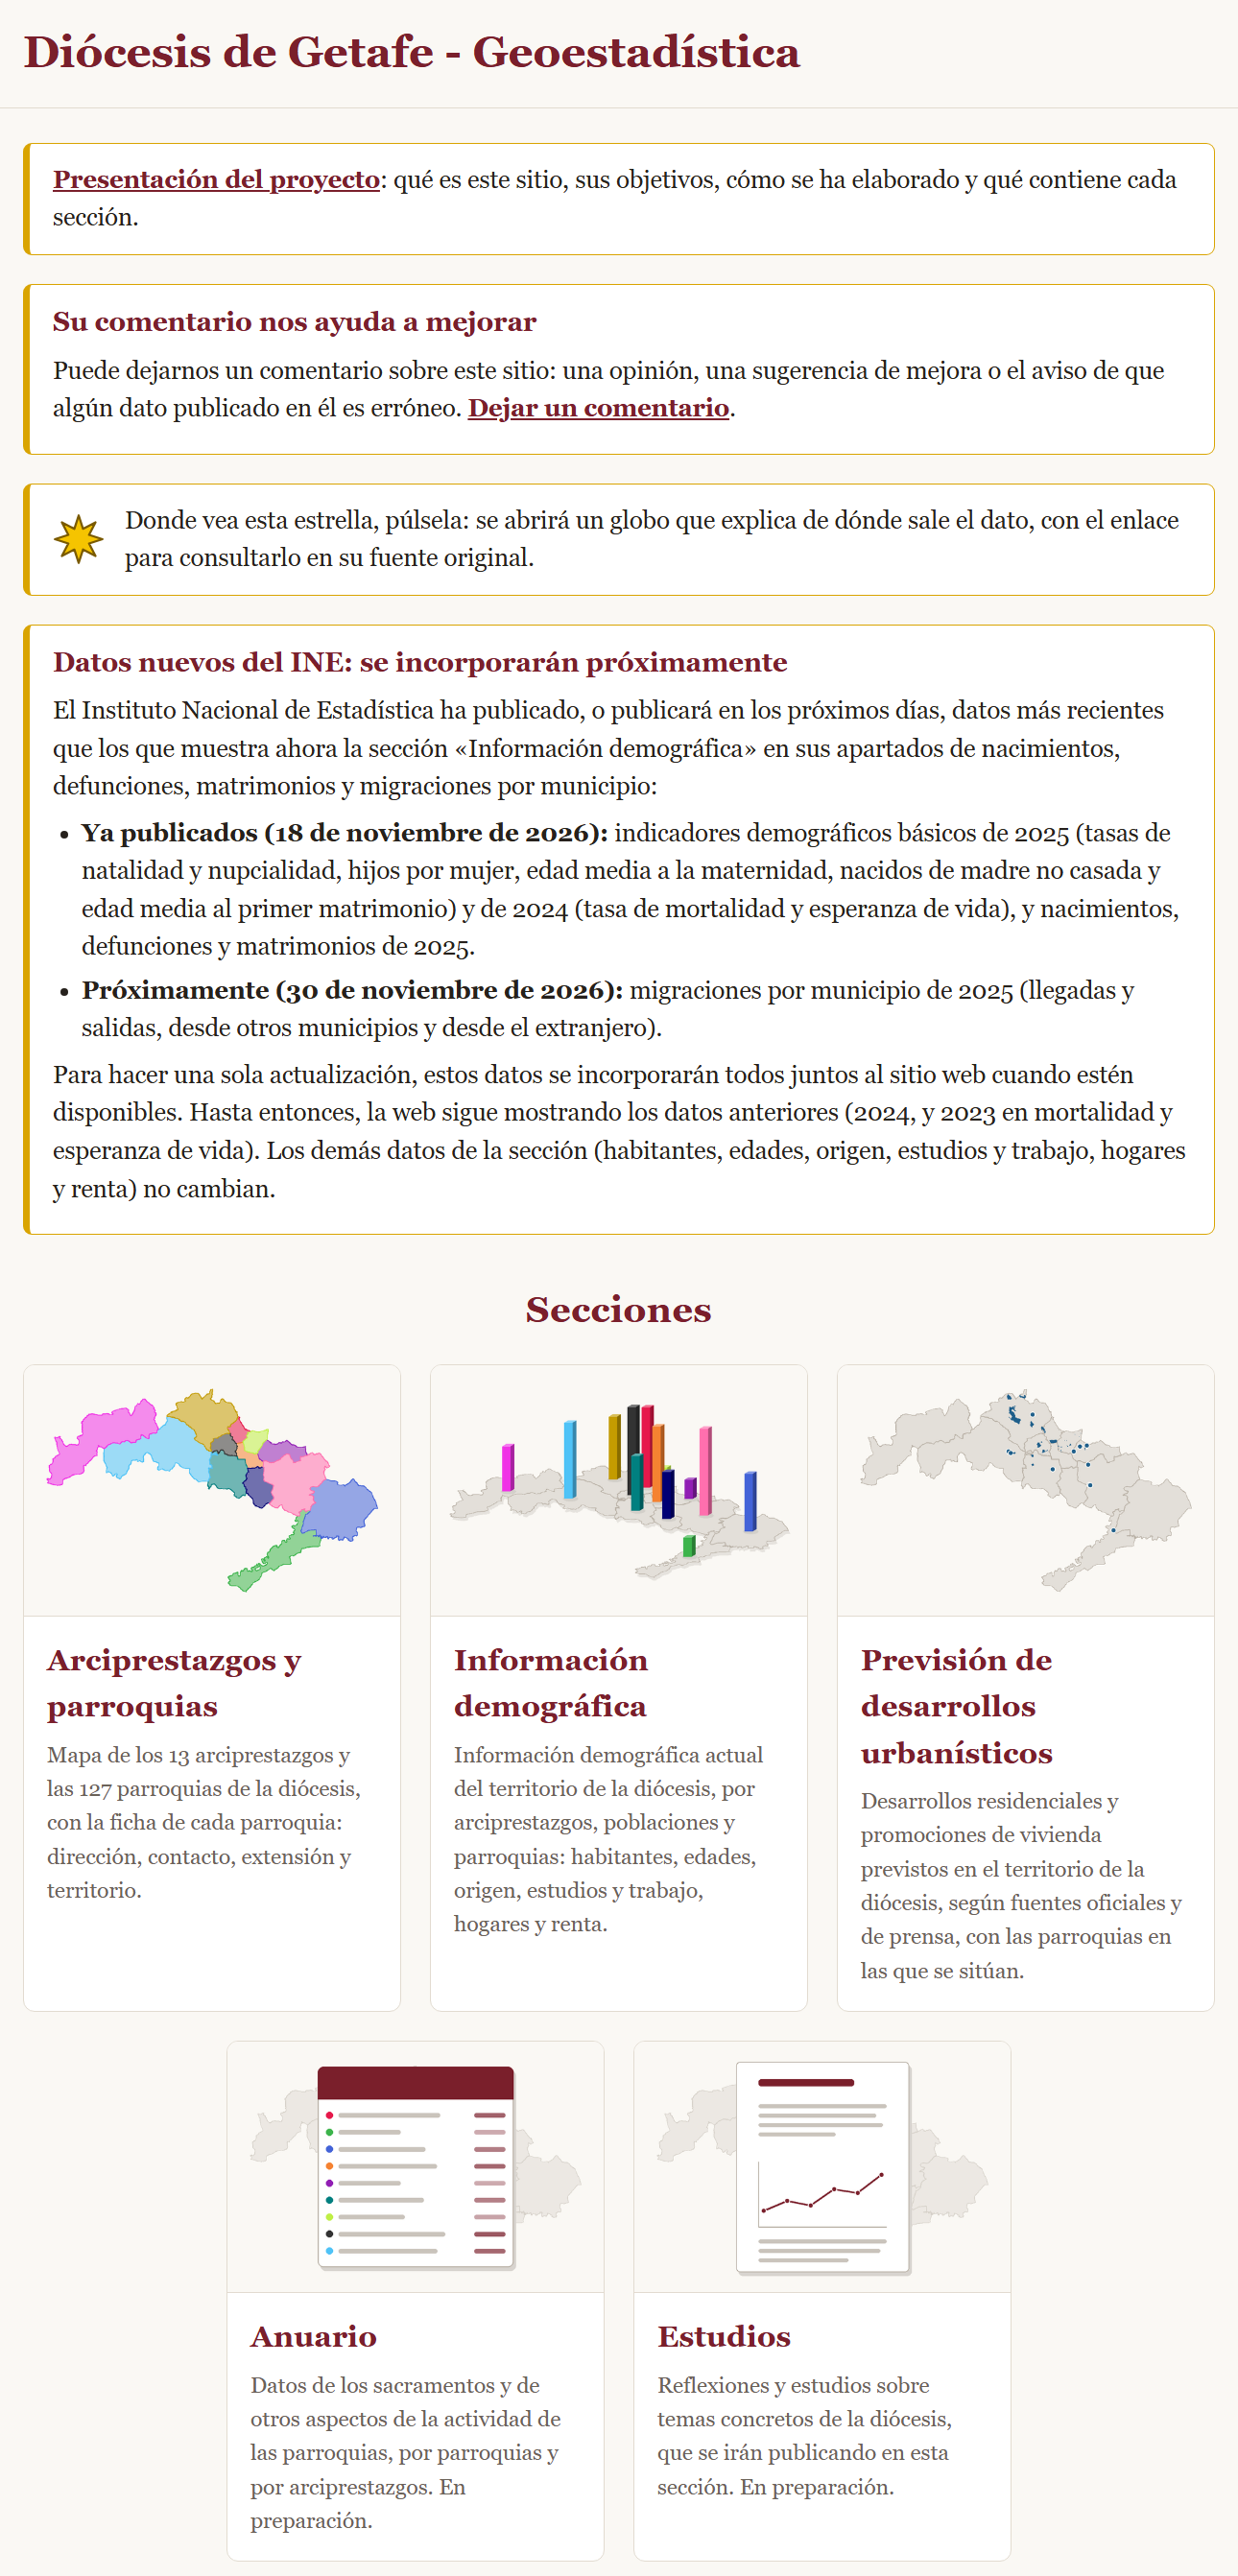 Diócesis de Getafe - Geoestadística
Presentación del proyecto: qué es este sitio, sus objetivos, cómo se ha elaborado y qué contiene cada
sección.
Su comentario nos ayuda a mejorar
Puede dejarnos un comentario sobre este sitio: una opinión, una sugerencia de mejora o el aviso de que
algún dato publicado en él es erróneo. Dejar un comentario.
Donde vea esta estrella, púlsela: se abrirá un globo que explica de dónde sale el dato, con el enlace
para consultarlo en su fuente original.
Datos nuevos del INE: se incorporarán próximamente
El Instituto Nacional de Estadística ha publicado, o publicará en los próximos días, datos más recientes
que los que muestra ahora la sección «Información demográfica» en sus apartados de nacimientos,
defunciones, matrimonios y migraciones por municipio:
• Ya publicados (18 de noviembre de 2026): indicadores demográficos básicos de 2025 (tasas de
natalidad y nupcialidad, hijos por mujer, edad media a la maternidad, nacidos de madre no casada y
edad media al primer matrimonio) y de 2024 (tasa de mortalidad y esperanza de vida), y nacimientos,
defunciones y matrimonios de 2025.
• Próximamente (30 de noviembre de 2026): migraciones por municipio de 2025 (llegadas y
salidas, desde otros municipios y desde el extranjero).
Para hacer una sola actualización, estos datos se incorporarán todos juntos al sitio web cuando estén
disponibles. Hasta entonces, la web sigue mostrando los datos anteriores (2024, y 2023 en mortalidad y
esperanza de vida). Los demás datos de la sección (habitantes, edades, origen, estudios y trabajo, hogares
y renta) no cambian.
Secciones
Arciprestazgos y
parroquias
Mapa de los 13 arciprestazgos y
las 127 parroquias de la diócesis,
con la ficha de cada parroquia:
dirección, contacto, extensión y
territorio.
Información
demográfica
Información demográfica actual
del territorio de la diócesis, por
arciprestazgos, poblaciones y
parroquias: habitantes, edades,
origen, estudios y trabajo,
hogares y renta.
Previsión de
desarrollos
urbanísticos
Desarrollos residenciales y
promociones de vivienda
previstos en el territorio de la
diócesis, según fuentes oficiales y
de prensa, con las parroquias en
las que se sitúan.
Anuario
Datos de los sacramentos y de
otros aspectos de la actividad de
las parroquias, por parroquias y
por arciprestazgos. En
preparación.
Estudios
Reflexiones y estudios sobre
temas concretos de la diócesis,
que se irán publicando en esta
sección. En preparación.